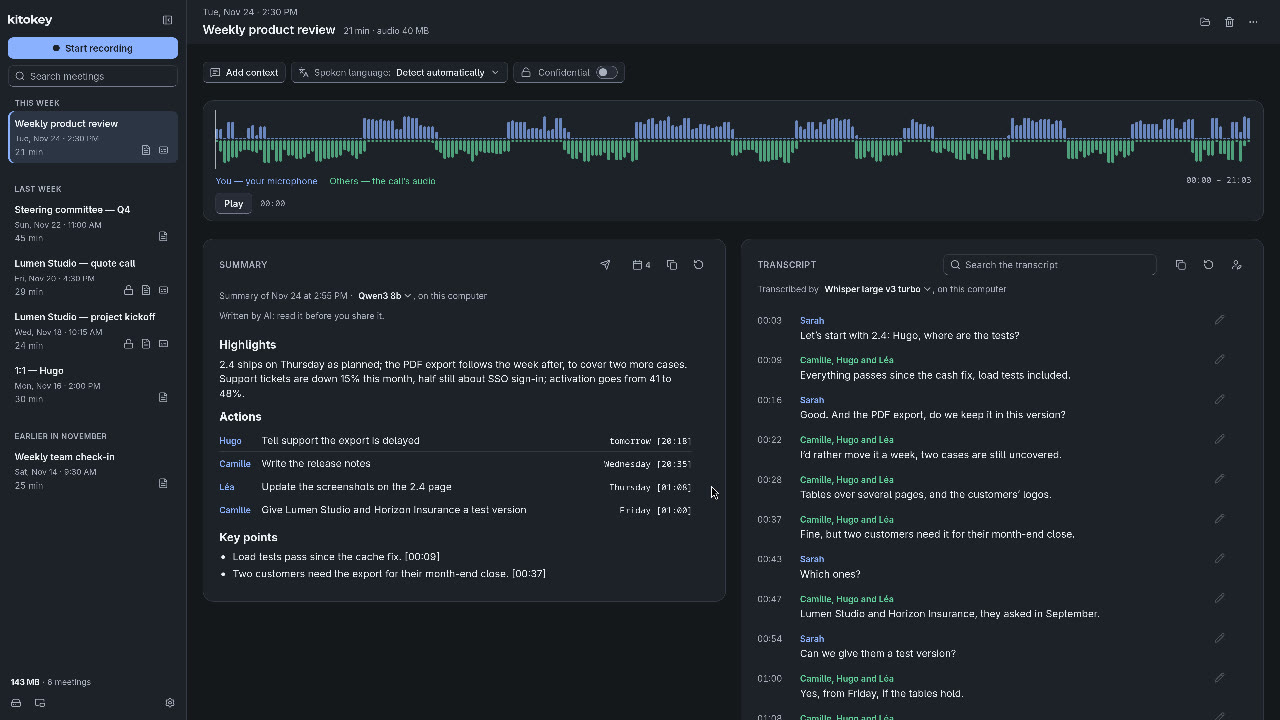 kitokey
Start recording
Search meetings
THIS WEEK
Weekly product review
Tue, Nov 24 · 2:30 PM
21 min
LAST WEEK
Steering committee — Q4
Sun, Nov 22 · 11:00 AM
45 min
Lumen Studio — quote call
Fri, Nov 20 · 4:30 PM
29 min
Lumen Studio — project kickoff
Wed, Nov 18 · 10:15 AM
24 min
1:1 — Hugo
Mon, Nov 16 · 2:00 PM
30 min
EARLIER IN NOVEMBER
Weekly team check-in
Sat, Nov 14 · 9:30 AM
25 min
143 MB · 6 meetings
Tue, Nov 24 · 2:30 PM
Weekly product review 21 min · audio 40 MB
Add context Spoken language: Detect automatically Confidential
You — your microphone Others — the call's audio 00:00 – 21:03
Play 00:00
SUMMARY 4
Summary of Nov 24 at 2:55 PM · Qwen3 8b , on this computer
Written by AI: read it before you share it.
Highlights
2.4 ships on Thursday as planned; the PDF export follows the week after, to cover two more cases.
Support tickets are down 15% this month, half still about SSO sign-in; activation goes from 41 to
48%.
Actions
Hugo Tell support the export is delayed tomorrow [20:18]
Camille Write the release notes Wednesday [20:35]
Léa Update the screenshots on the 2.4 page Thursday [01:08]
Camille Give Lumen Studio and Horizon Insurance a test version Friday [01:00]
Key points
• Load tests pass since the cache fix. [00:09]
• Two customers need the export for their month-end close. [00:37]
TRANSCRIPT Search the transcript
Transcribed by Whisper large v3 turbo , on this computer
00:03 Sarah
Let's start with 2.4: Hugo, where are the tests?
00:09 Camille, Hugo and Léa
Everything passes since the cash fix, load tests included.
00:16 Sarah
Good. And the PDF export, do we keep it in this version?
00:22 Camille, Hugo and Léa
I'd rather move it a week, two cases are still uncovered.
00:28 Camille, Hugo and Léa
Tables over several pages, and the customers' logos.
00:37 Camille, Hugo and Léa
Fine, but two customers need it for their month-end close.
00:43 Sarah
Which ones?
00:47 Camille, Hugo and Léa
Lumen Studio and Horizon Insurance, they asked in September.
00:54 Sarah
Can we give them a test version?
01:00 Camille, Hugo and Léa
Yes, from Friday, if the tables hold.
01:08 Camille, Hugo and Léa